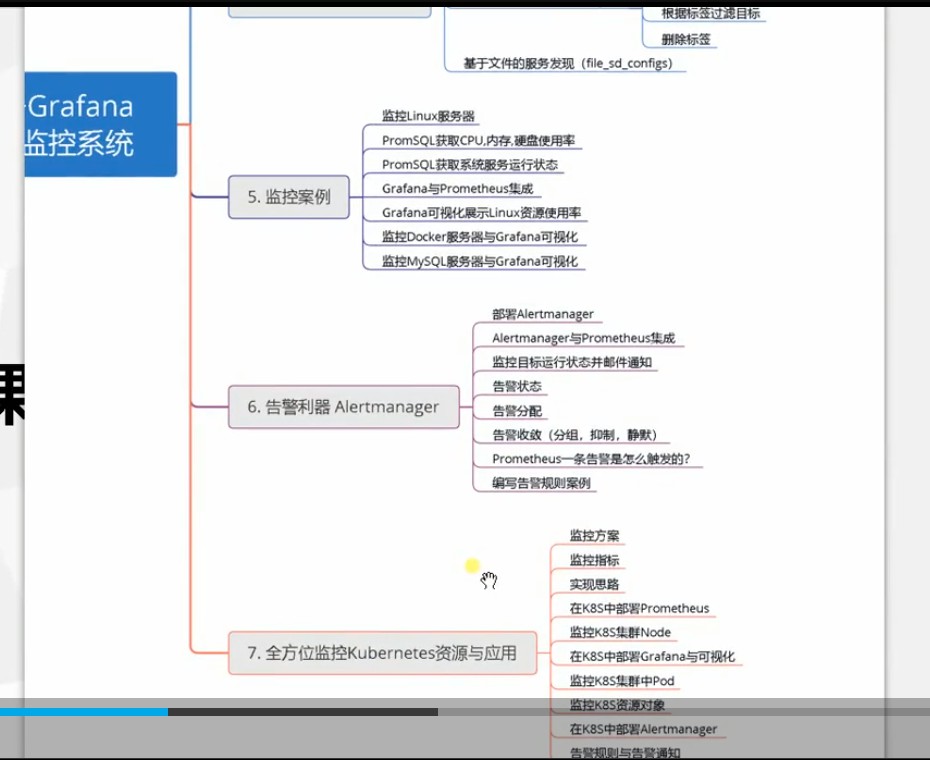 根据标签过滤目标
删除标签
基于文件的服务发现（file_sd_configs）
Grafana
监控系统
5. 监控案例
监控Linux服务器
PromSQL获取CPU,内存,硬盘使用率
PromSQL获取系统服务运行状态
Grafana与Prometheus集成
Grafana可视化展示Linux资源使用率
监控Docker服务器与Grafana可视化
监控MySQL服务器与Grafana可视化
6. 告警利器 Alertmanager
部署Alertmanager
Alertmanager与Prometheus集成
监控目标运行状态并邮件通知
告警状态
告警分配
告警收敛（分组，抑制，静默）
Prometheus一条告警是怎么触发的?
编写告警规则案例
7. 全方位监控Kubernetes资源与应用
监控方案
监控指标
实现思路
在K8S中部署Prometheus
监控K8S集群Node
在K8S中部署Grafana与可视化
监控K8S集群中Pod
监控K8S资源对象
在K8S中部署Alertmanager
告警规则与告警通知